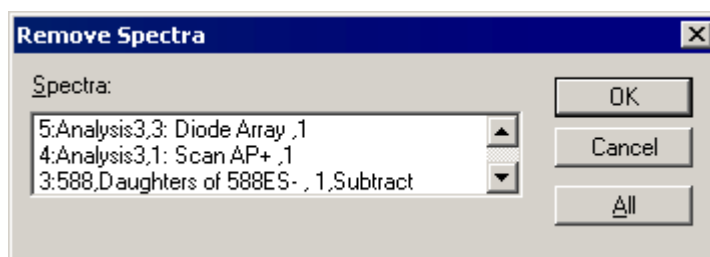 Remove Spectra
Spectra:
5:Analysis3,3: Diode Array ,1
4:Analysis3,1: Scan AP+ ,1
3:588,Daughters of 588ES- , 1,Subtract
OK
Cancel
All